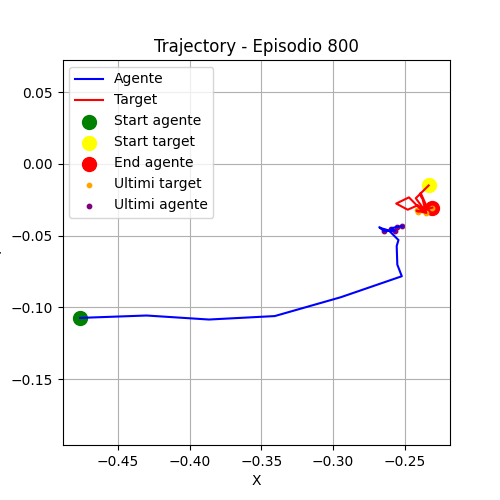 Trajectory - Episodio 800
Agente
Target
Start agente
Start target
End agente
Ultimi target
Ultimi agente
0.05
0.00
−0.05
−0.10
−0.15
−0.45
−0.40
−0.35
−0.30
−0.25
X